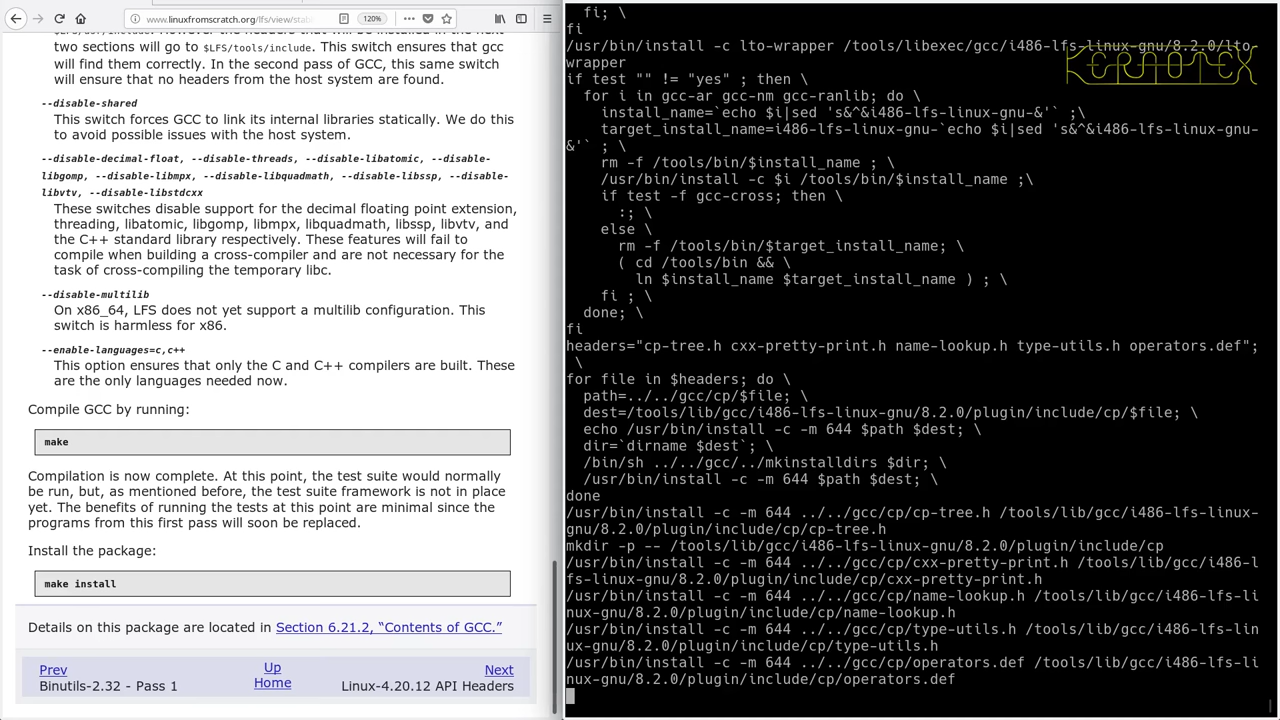 www.linuxfromscratch.org/lfs/view/stab
120%
two sections will go to $LFS/tools/include. This switch ensures that gcc
will find them correctly. In the second pass of GCC, this same switch
will ensure that no headers from the host system are found.
--disable-shared
This switch forces GCC to link its internal libraries statically. We do this
to avoid possible issues with the host system.
--disable-decimal-float, --disable-threads, --disable-libatomic, --disable-
libgomp, --disable-libmpx, --disable-libquadmath, --disable-libssp, --disable-
libvtv, --disable-libstdcxx
These switches disable support for the decimal floating point extension,
threading, libatomic, libgomp, libmpx, libquadmath, libssp, libvtv, and
the C++ standard library respectively. These features will fail to
compile when building a cross-compiler and are not necessary for the
task of cross-compiling the temporary libc.
--disable-multilib
On x86_64, LFS does not yet support a multilib configuration. This
switch is harmless for x86.
--enable-languages=c,c++
This option ensures that only the C and C++ compilers are built. These
are the only languages needed now.
Compile GCC by running:
make
Compilation is now complete. At this point, the test suite would normally
be run, but, as mentioned before, the test suite framework is not in place
yet. The benefits of running the tests at this point are minimal since the
programs from this first pass will soon be replaced.
Install the package:
make install
Details on this package are located in Section 6.21.2, “Contents of GCC.”
Prev
Up
Next
Binutils-2.32 - Pass 1
Home
Linux-4.20.12 API Headers
fi; \
fi
/usr/bin/install -c lto-wrapper /tools/libexec/gcc/i486-lfs-linux-gnu/8.2.0/lto-
wrapper
if test "" != "yes" ; then \
for i in gcc-ar gcc-nm gcc-ranlib; do \
install_name=`echo $i|sed 's&^&i486-lfs-linux-gnu-&'` ;\
target_install_name=i486-lfs-linux-gnu-`echo $i|sed 's&^&i486-lfs-linux-gnu-
&'` ; \
rm -f /tools/bin/$install_name ; \
/usr/bin/install -c $i /tools/bin/$install_name ;\
if test -f gcc-cross; then \
:; \
else \
rm -f /tools/bin/$target_install_name; \
( cd /tools/bin && \
ln $install_name $target_install_name ) ; \
fi ; \
done; \
fi
headers="cp-tree.h cxx-pretty-print.h name-lookup.h type-utils.h operators.def";
\
for file in $headers; do \
path=../../gcc/cp/$file; \
dest=/tools/lib/gcc/i486-lfs-linux-gnu/8.2.0/plugin/include/cp/$file; \
echo /usr/bin/install -c -m 644 $path $dest; \
dir=`dirname $dest`; \
/bin/sh ../../gcc/../mkinstalldirs $dir; \
/usr/bin/install -c -m 644 $path $dest; \
done
/usr/bin/install -c -m 644 ../../gcc/cp/cp-tree.h /tools/lib/gcc/i486-lfs-linux-
gnu/8.2.0/plugin/include/cp/cp-tree.h
mkdir -p -- /tools/lib/gcc/i486-lfs-linux-gnu/8.2.0/plugin/include/cp
/usr/bin/install -c -m 644 ../../gcc/cp/cxx-pretty-print.h /tools/lib/gcc/i486-l
fs-linux-gnu/8.2.0/plugin/include/cp/cxx-pretty-print.h
/usr/bin/install -c -m 644 ../../gcc/cp/name-lookup.h /tools/lib/gcc/i486-lfs-li
nux-gnu/8.2.0/plugin/include/cp/name-lookup.h
/usr/bin/install -c -m 644 ../../gcc/cp/type-utils.h /tools/lib/gcc/i486-lfs-lin
ux-gnu/8.2.0/plugin/include/cp/type-utils.h
/usr/bin/install -c -m 644 ../../gcc/cp/operators.def /tools/lib/gcc/i486-lfs-li
nux-gnu/8.2.0/plugin/include/cp/operators.def